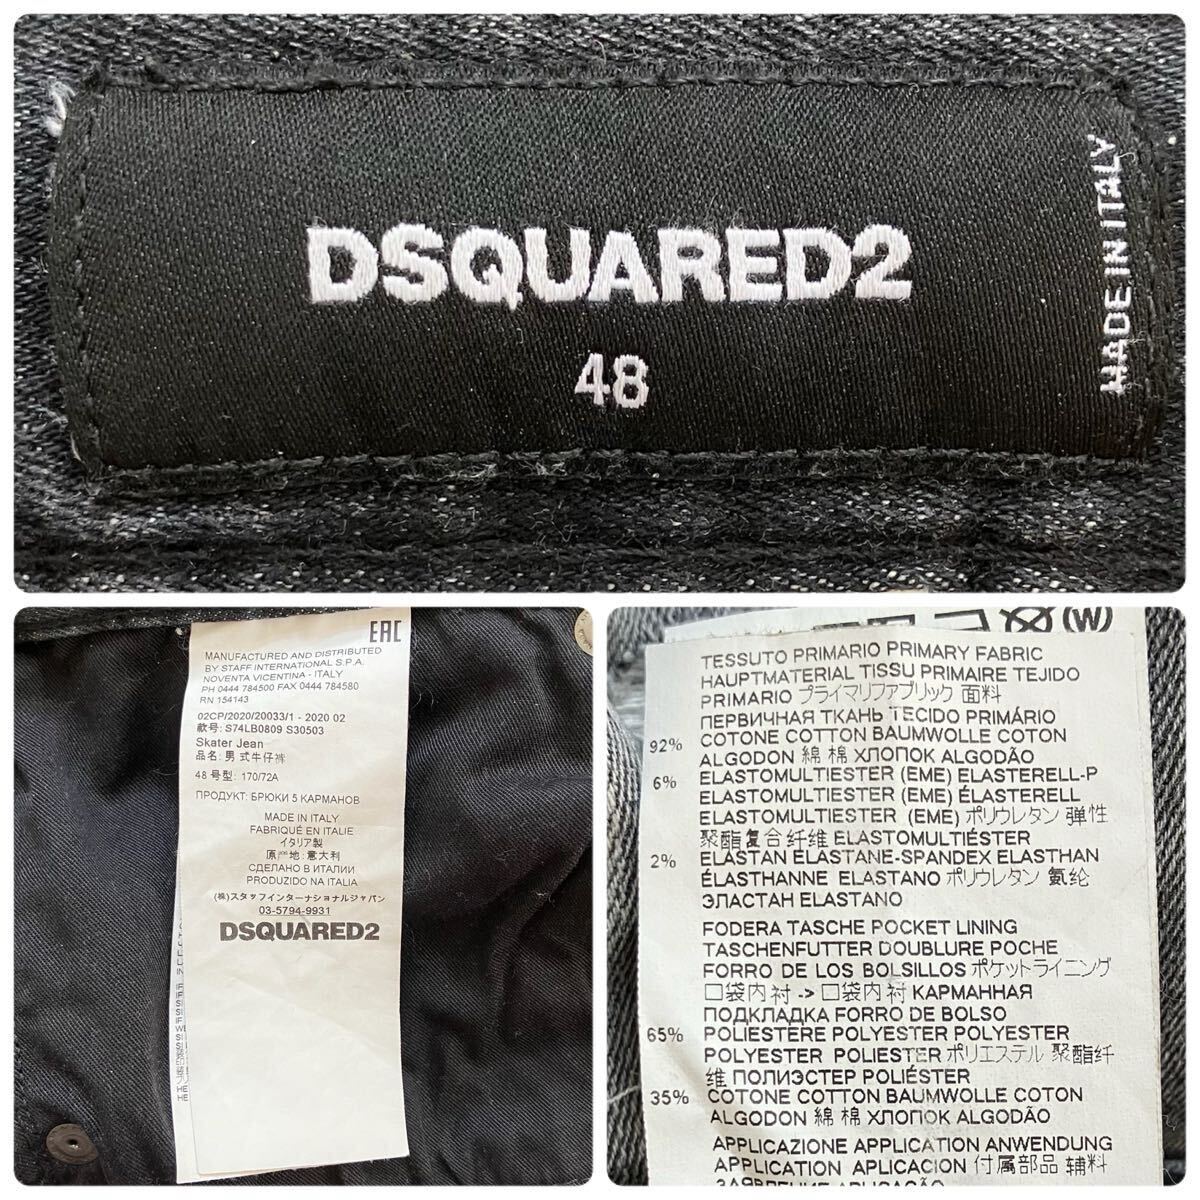 DSQUARED2
48
MADE IN ITALY
EAC
MANUFACTURED AND DISTRIBUTED
BY STAFF INTERNATIONAL S.P.A.
NOVENTA VICENTINA - ITALY
PH 0444 784500 FAX 0444 784580
RN 154143
02CP/2020/20033/1 - 2020 02
款号: S74LB0809 S30503
Skater Jean
品名: 男式牛仔裤
48 号型: 170/72A
ПРОДУКТ: БРЮКИ 5 КАРМАНОВ
MADE IN ITALY
FABRIQUÉ EN ITALIE
イタリア製
原 地: 意大利
СДЕЛАНО В ИТАЛИИ
PRODUZIDO NA ITALIA
(株)スタッフインターナショナルジャパン
03-5794-9931
DSQUARED2
(W)
TESSUTO PRIMARIO PRIMARY FABRIC
HAUPTMATERIAL TISSU PRIMAIRE TEJIDO
PRIMARIO プライマリファブリック 面料
ПЕРВИЧНАЯ ТКАНЬ TECIDO PRIMÁRIO
92% COTONE COTTON BAUMWOLLE COTON
ALGODON 綿 棉 ХЛОПОК ALGODÃO
6% ELASTOMULTIESTER (EME) ELASTERELL-P
ELASTOMULTIESTER (EME) ÉLASTERELL
ELASTOMULTIESTER (EME) ポリウレタン 弹性
聚酯复合纤维 ELASTOMULTIÉSTER
2% ELASTAN ÉLASTANE-SPANDEX ELASTHAN
ÉLASTHANNE ELASTANO ポリウレタン 氨纶
ЭЛАСТАН ELASTANO
FODERA TASCHE POCKET LINING
TASCHENFUTTER DOUBLURE POCHE
FORRO DE LOS BOLSILLOS ポケットライニング
口袋内衬 -> 口袋内衬 КАРМАННАЯ
ПОДКЛАДКА FORRO DE BOLSO
65% POLIESTERE POLYESTER POLYESTER
POLYESTER POLIESTER ポリエステル 聚酯纤
维 ПОЛИЭСТЕР POLIÉSTER
35% COTONE COTTON BAUMWOLLE COTON
ALGODON 綿 棉 ХЛОПОК ALGODÃO
APPLICAZIONE APPLICATION ANWENDUNG
APPLICATION APLICACION 付属部品 辅料